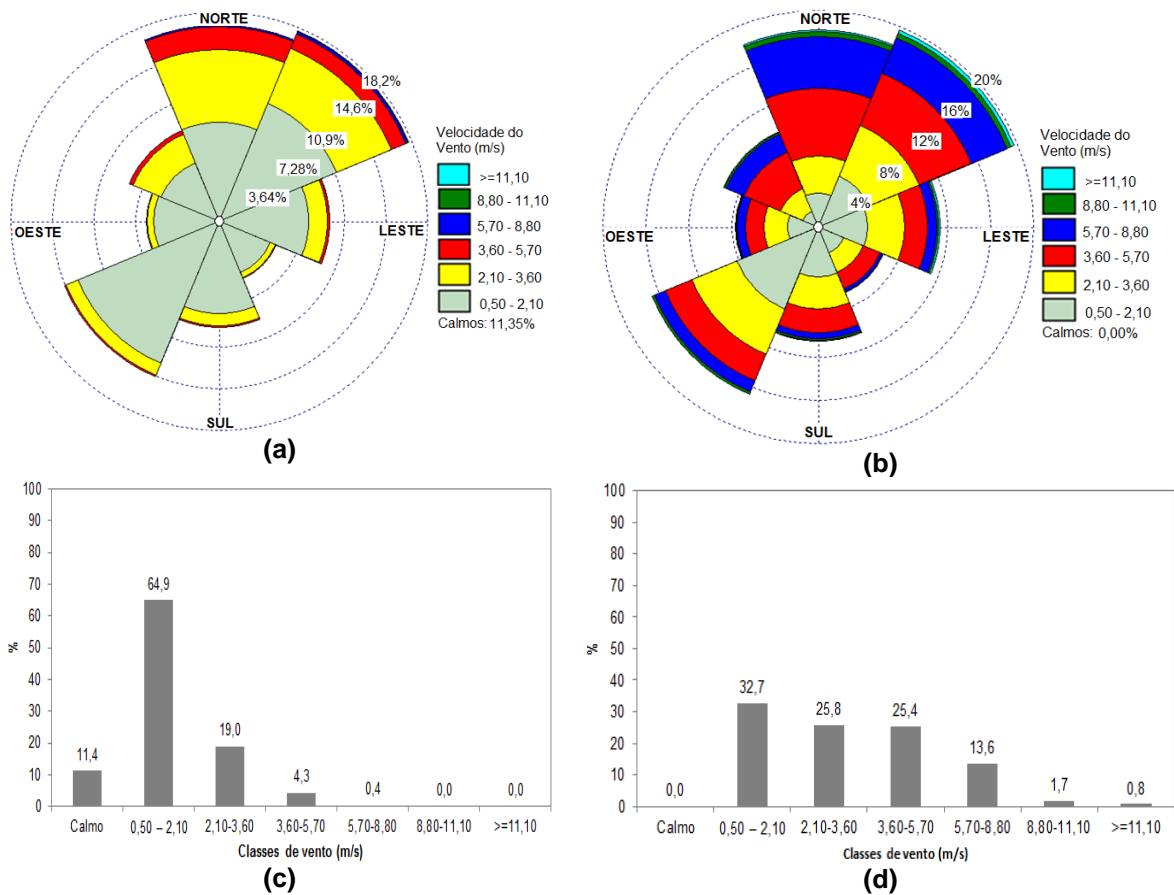 NORTE
18,2%
14,6%
10,9%
7,28%
3,64%
OESTE
LESTE
SUL
Velocidade do
Vento (m/s)
>=11,10
8,80 - 11,10
5,70 - 8,80
3,60 - 5,70
2,10 - 3,60
0,50 - 2,10
Calmos: 11,35%
(a)
NORTE
20%
16%
12%
8%
4%
OESTE
LESTE
SUL
Velocidade do
Vento (m/s)
>=11,10
8,80 - 11,10
5,70 - 8,80
3,60 - 5,70
2,10 - 3,60
0,50 - 2,10
Calmos: 0,00%
(b)
100
90
80
70
60
50
40
30
20
10
0
%
11,4
64,9
19,0
4,3
0,4
0,0
0,0
Calmo 0,50 – 2,10 2,10-3,60 3,60-5,70 5,70-8,80 8,80-11,10 >=11,10
Classes de vento (m/s)
(c)
100
90
80
70
60
50
40
30
20
10
0
%
0,0
32,7
25,8
25,4
13,6
1,7
0,8
Calmo 0,50 – 2,10 2,10-3,60 3,60-5,70 5,70-8,80 8,80-11,10 >=11,10
Classes de vento (m/s)
(d)